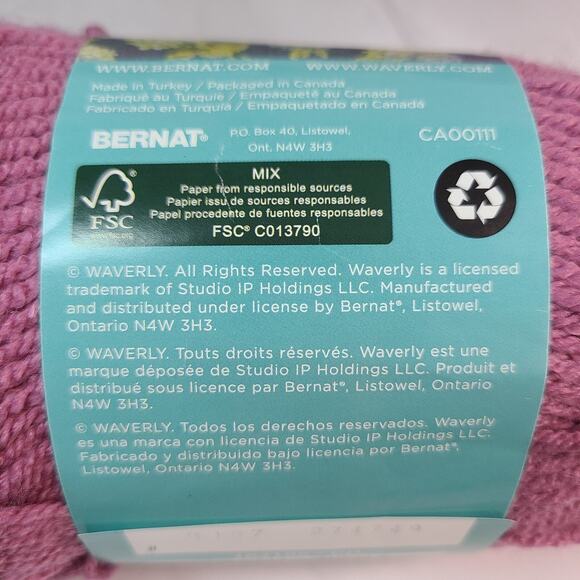 WWW.BERNAT.COM WWW.WAVERLY.COM
Made in Turkey / Packaged in Canada
Fabriqué au Turquie / Empaqueté au Canada
Fabricado en Turquía / Empaquetado en Canadá
BERNAT® P.O. Box 40, Listowel, CA00111
Ont. N4W 3H3
MIX
Paper from responsible sources
Papier issu de sources responsables
Papel procedente de fuentes responsables
FSC® C013790
FSC
www.fsc.org
© WAVERLY. All Rights Reserved. Waverly is a licensed
trademark of Studio IP Holdings LLC. Manufactured
and distributed under license by Bernat®, Listowel,
Ontario N4W 3H3.
© WAVERLY. Touts droits réservés. Waverly est une
marque déposée de Studio IP Holdings LLC. Produit et
distribué sous licence par Bernat®, Listowel, Ontario
N4W 3H3.
© WAVERLY. Todos los derechos reservados. Waverly
es una marca con licencia de Studio IP Holdings LLC.
Fabricado y distribuido bajo licencia por Bernat®,
Listowel, Ontario N4W 3H3.